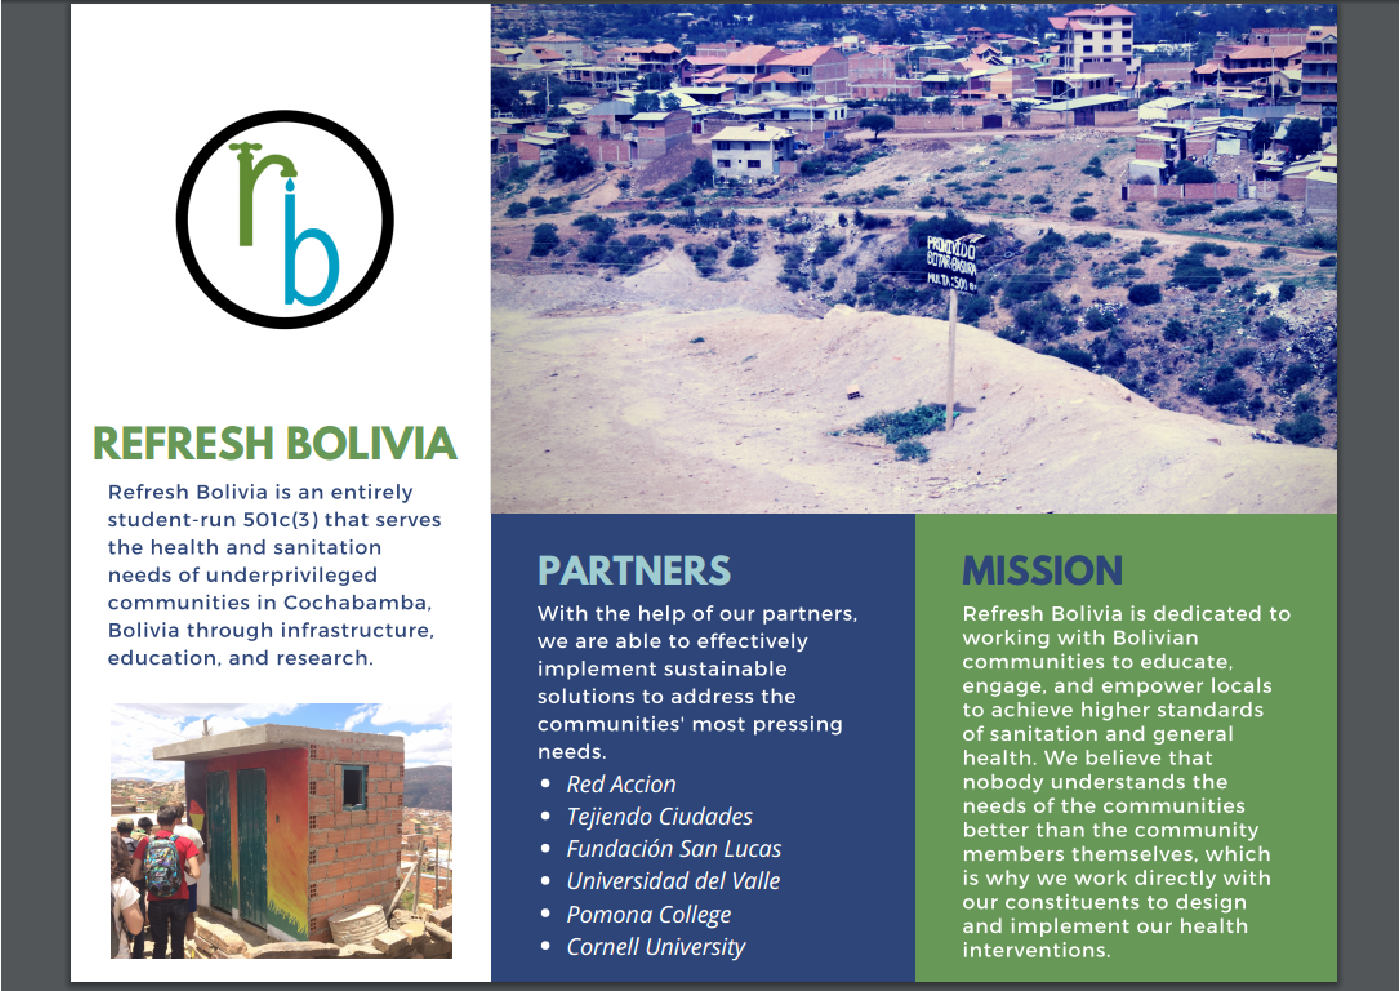 rb
REFRESH BOLIVIA
Refresh Bolivia is an entirely
student-run 501c(3) that serves
the health and sanitation
needs of underprivileged
communities in Cochabamba,
Bolivia through infrastructure,
education, and research.
PROHIVIDO
BOTAR BASURA
MULTA:500
PARTNERS
With the help of our partners,
we are able to effectively
implement sustainable
solutions to address the
communities' most pressing
needs.
• Red Accion
• Tejiendo Ciudades
• Fundación San Lucas
• Universidad del Valle
• Pomona College
• Cornell University
MISSION
Refresh Bolivia is dedicated to
working with Bolivian
communities to educate,
engage, and empower locals
to achieve higher standards
of sanitation and general
health. We believe that
nobody understands the
needs of the communities
better than the community
members themselves, which
is why we work directly with
our constituents to design
and implement our health
interventions.